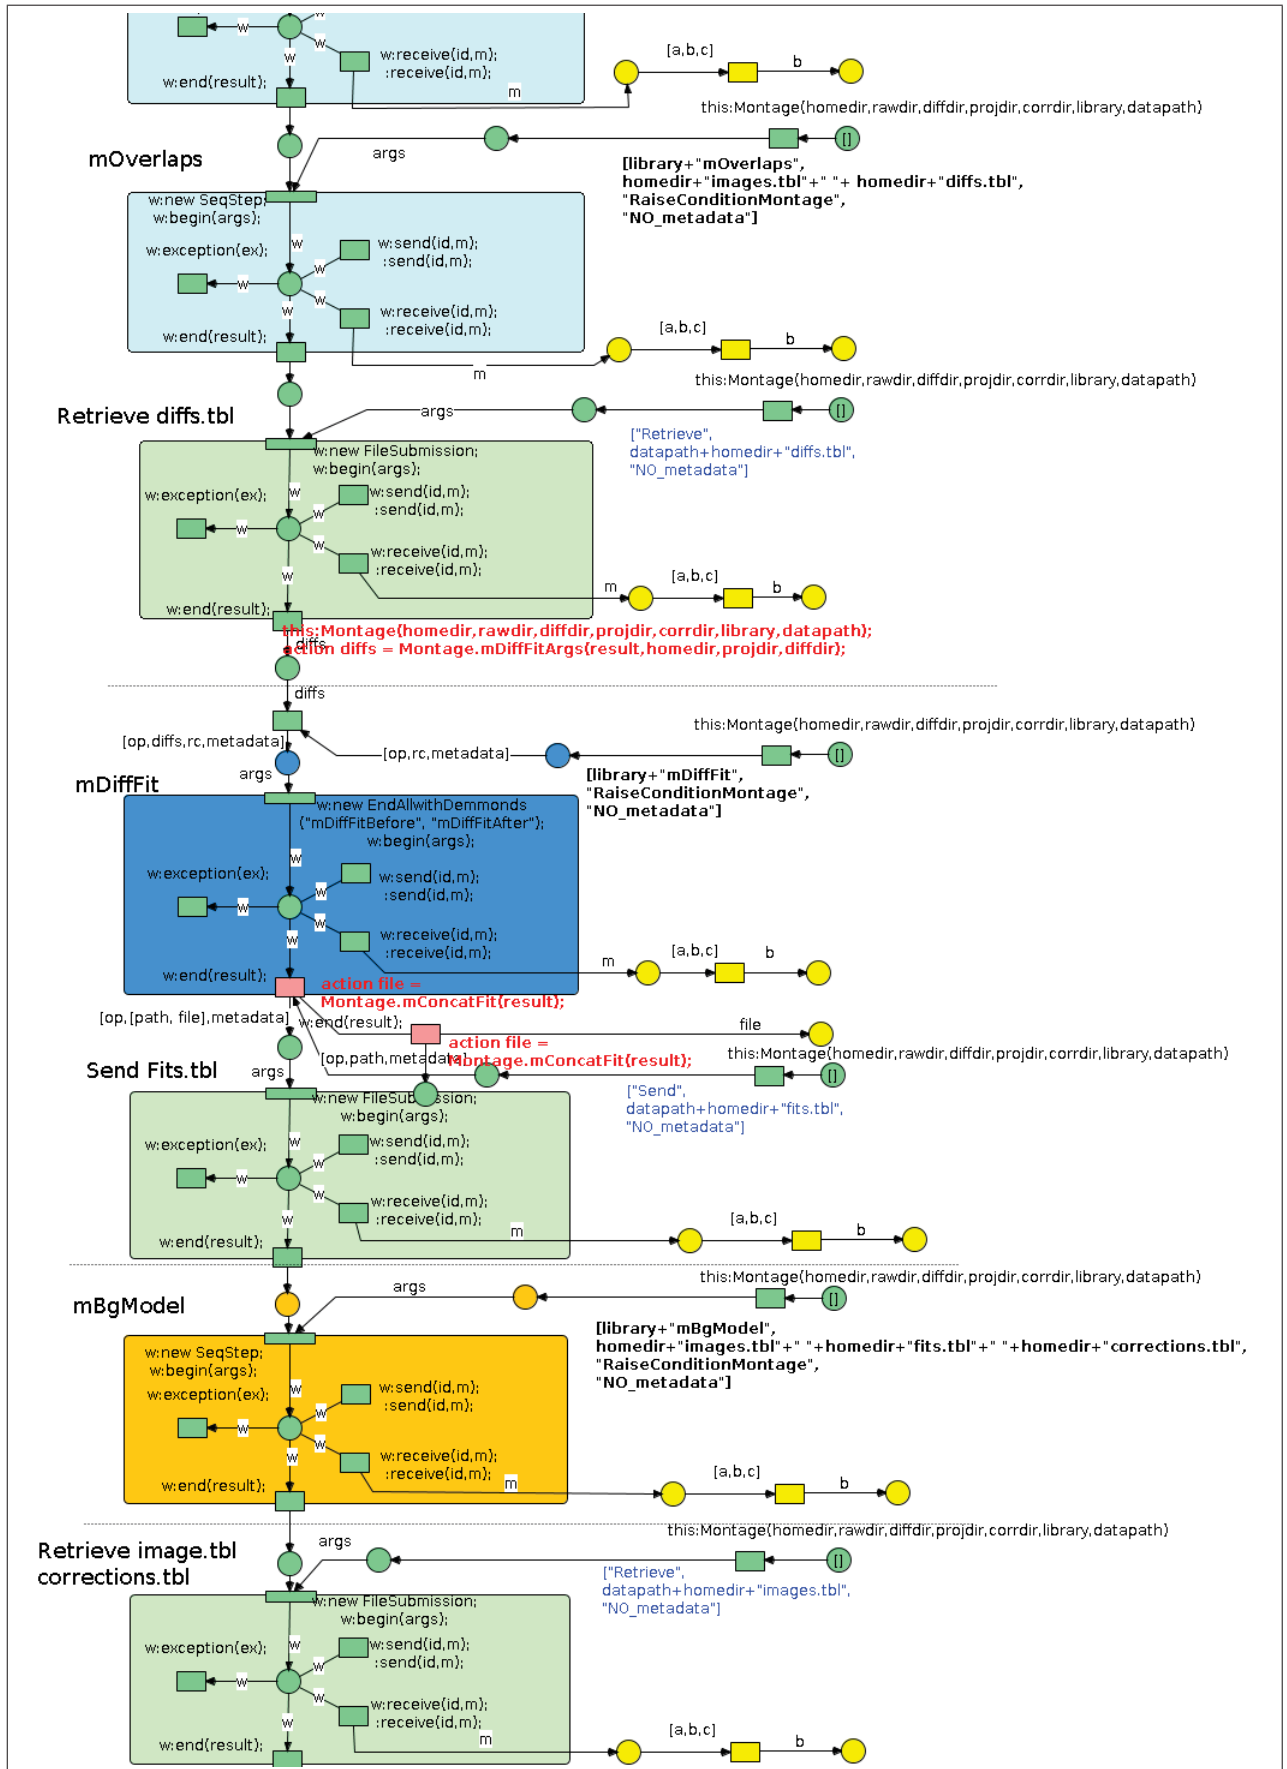 w
w
w
w:receive(id,m);
:receive(id,m);
w
w:end(result);
m
[a,b,c]
b
this:Montage(homedir,rawdir,diffdir,projdir,corrdir,library,datapath)
[]
args
mOverlaps
[library+"mOverlaps",
homedir+"images.tbl"+" "+ homedir+"diffs.tbl",
"RaiseConditionMontage",
"NO_metadata"]
w:new SeqStep;
w:begin(args);
w
w:exception(ex);
w:send(id,m);
:send(id,m);
w
w
w
w
w:receive(id,m);
:receive(id,m);
w:end(result);
m
[a,b,c]
b
this:Montage(homedir,rawdir,diffdir,projdir,corrdir,library,datapath)
[]
args
Retrieve diffs.tbl
["Retrieve",
datapath+homedir+"diffs.tbl",
"NO_metadata"]
w:new FileSubmission;
w:begin(args);
w
w:exception(ex);
w:send(id,m);
:send(id,m);
w
w
w
w
w:receive(id,m);
:receive(id,m);
w:end(result);
m
[a,b,c]
b
this:Montage(homedir,rawdir,diffdir,projdir,corrdir,library,datapath);
diffs
action diffs = Montage.mDiffFitArgs(result,homedir,projdir,diffdir);
diffs
this:Montage(homedir,rawdir,diffdir,projdir,corrdir,library,datapath)
[]
[op,diffs,rc,metadata]
[op,rc,metadata]
args
mDiffFit
[library+"mDiffFit",
"RaiseConditionMontage",
"NO_metadata"]
w:new EndAllwithDemmonds
("mDiffFitBefore", "mDiffFitAfter");
w:begin(args);
w
w:exception(ex);
w:send(id,m);
:send(id,m);
w
w
w
w
w:receive(id,m);
:receive(id,m);
w:end(result);
m
[a,b,c]
b
action file =
Montage.mConcatFit(result);
[op,[path, file],metadata]
w:end(result);
file
action file =
Montage.mConcatFit(result);
[op,path,metadata]
this:Montage(homedir,rawdir,diffdir,projdir,corrdir,library,datapath)
[]
Send Fits.tbl
args
["Send",
datapath+homedir+"fits.tbl",
"NO_metadata"]
w:new FileSubmission;
w:begin(args);
w
w:exception(ex);
w:send(id,m);
:send(id,m);
w
w
w
w
w:receive(id,m);
:receive(id,m);
w:end(result);
m
[a,b,c]
b
this:Montage(homedir,rawdir,diffdir,projdir,corrdir,library,datapath)
[]
args
mBgModel
[library+"mBgModel",
homedir+"images.tbl"+" "+homedir+"fits.tbl"+" "+homedir+"corrections.tbl",
"RaiseConditionMontage",
"NO_metadata"]
w:new SeqStep;
w:begin(args);
w
w:exception(ex);
w:send(id,m);
:send(id,m);
w
w
w
w
w:receive(id,m);
:receive(id,m);
w:end(result);
m
[a,b,c]
b
this:Montage(homedir,rawdir,diffdir,projdir,corrdir,library,datapath)
[]
args
Retrieve image.tbl
corrections.tbl
["Retrieve",
datapath+homedir+"images.tbl",
"NO_metadata"]
w:new FileSubmission;
w:begin(args);
w
w:exception(ex);
w:send(id,m);
:send(id,m);
w
w
w
w
w:receive(id,m);
:receive(id,m);
w:end(result);
m
[a,b,c]
b